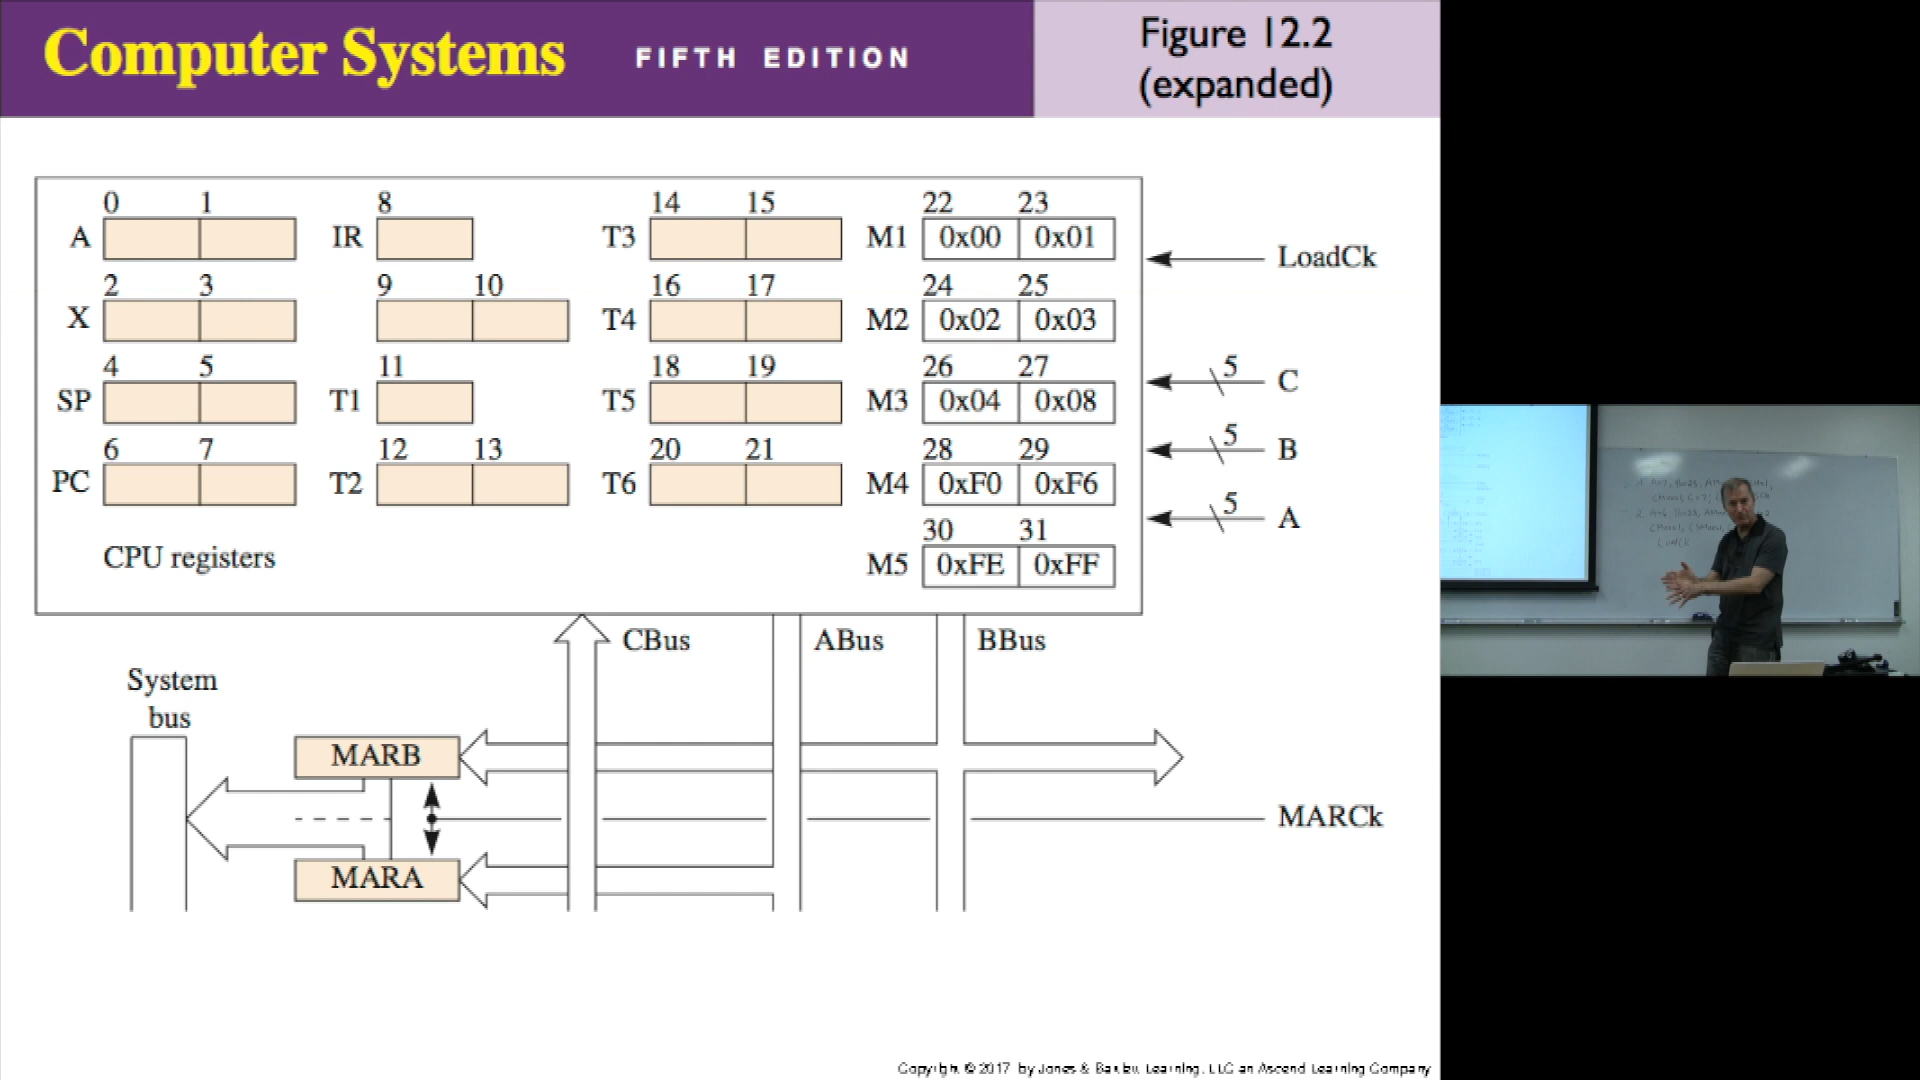 Computer Systems FIFTH EDITION
Figure 12.2
(expanded)
0 1 8 14 15 22 23
A IR T3 M1 0x00 0x01 LoadCk
2 3 9 10 16 17 24 25
X T4 M2 0x02 0x03
4 5 11 18 19 26 27 5
SP T1 T5 M3 0x04 0x08 C
6 7 12 13 20 21 28 29 5
PC T2 T6 M4 0xF0 0xF6 B
30 31 5
CPU registers M5 0xFE 0xFF A
CBus ABus BBus
System
bus
MARB
MARCk
MARA
Copyright © 2017 by Jones & Bartlett Learning, LLC an Ascend Learning Company